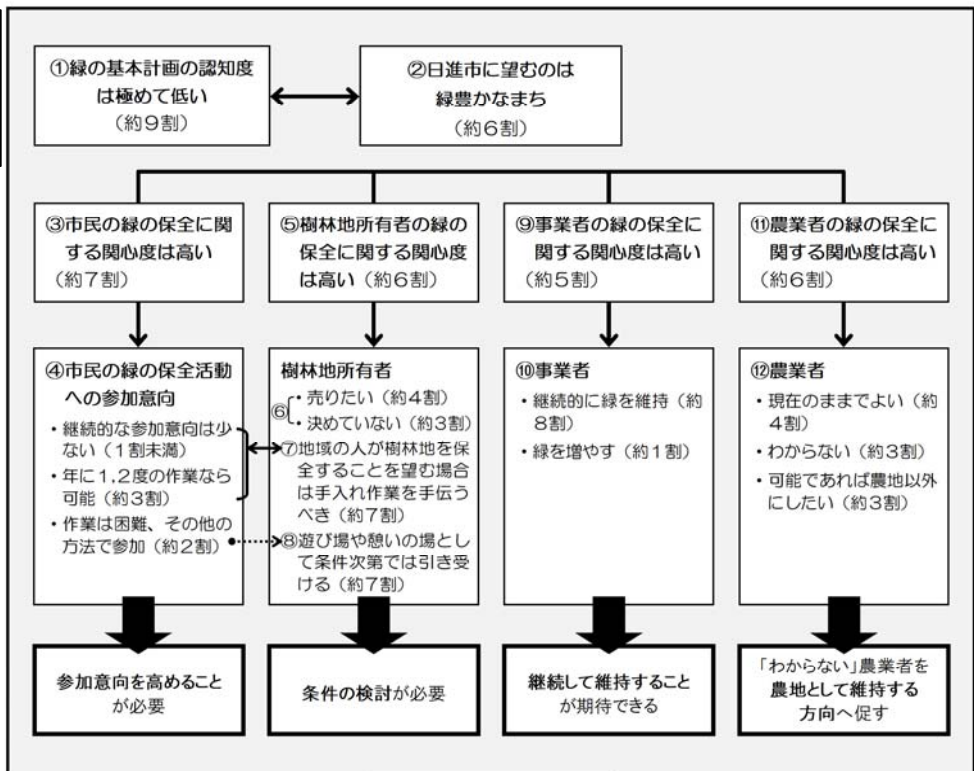 ①緑の基本計画の認知度
は極めて低い
(約9割)
②日進市に望むのは
緑豊かなまち
(約6割)
③市民の緑の保全に関
する関心度は高い
(約7割)
⑤樹林地所有者の緑の
保全に関する関心度
は高い(約6割)
⑨事業者の緑の保全に
関する関心度は高い
(約5割)
⑪農業者の緑の保全に
関する関心度は高い
(約6割)
④市民の緑の保全活動
への参加意向
・継続的な参加意向は少
ない(1割未満)
・年に1,2度の作業なら
可能(約3割)
・作業は困難、その他の
方法で参加(約2割)
樹林地所有者
⑥
・売りたい(約4割)
・決めていない(約3割)
⑦地域の人が樹林地を保
全することを望む場合
は手入れ作業を手伝う
べき(約7割)
⑧遊び場や憩いの場とし
て条件次第では引き受
ける(約7割)
⑩事業者
・継続的に緑を維持(約
8割)
・緑を増やす(約1割)
⑫農業者
・現在のままでよい(約
4割)
・わからない(約3割)
・可能であれば農地以外
にしたい(約3割)
参加意向を高めること
が必要
条件の検討が必要
継続して維持すること
が期待できる
「わからない」農業者を
農地として維持する
方向へ促す